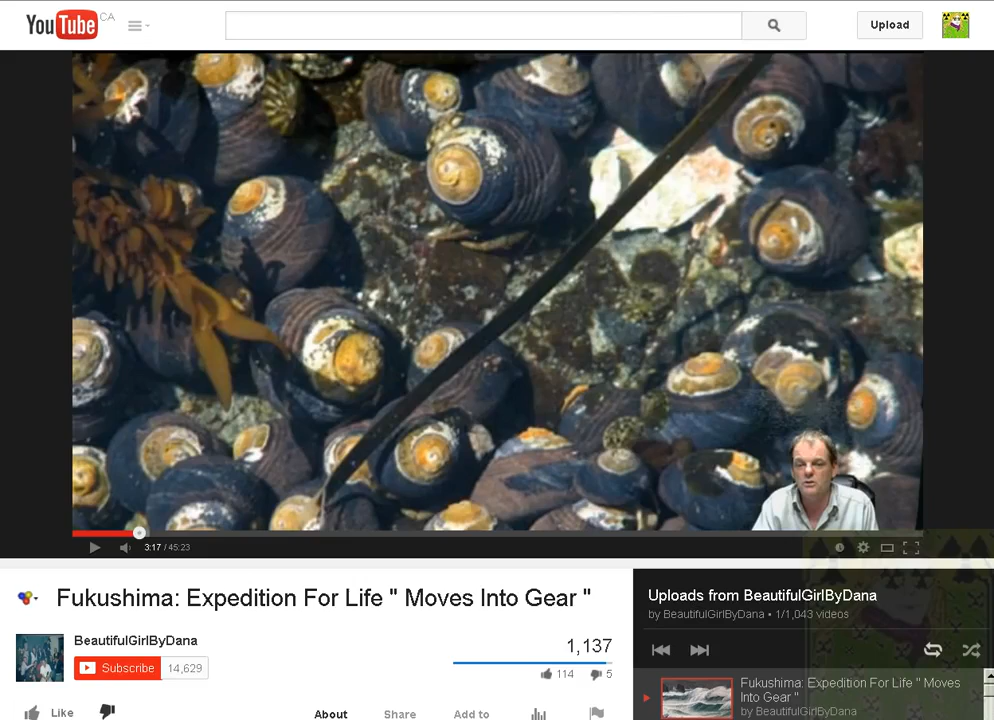 YouTube CA
Upload
3:17 / 45:23
Fukushima: Expedition For Life " Moves Into Gear "
BeautifulGirlByDana
Subscribe 14,629
1,137
114 5
Like
About Share Add to
Uploads from BeautifulGirlByDana
by BeautifulGirlByDana • 1/1,043 videos
Fukushima: Expedition For Life " Moves
Into Gear "
by BeautifulGirlByDana